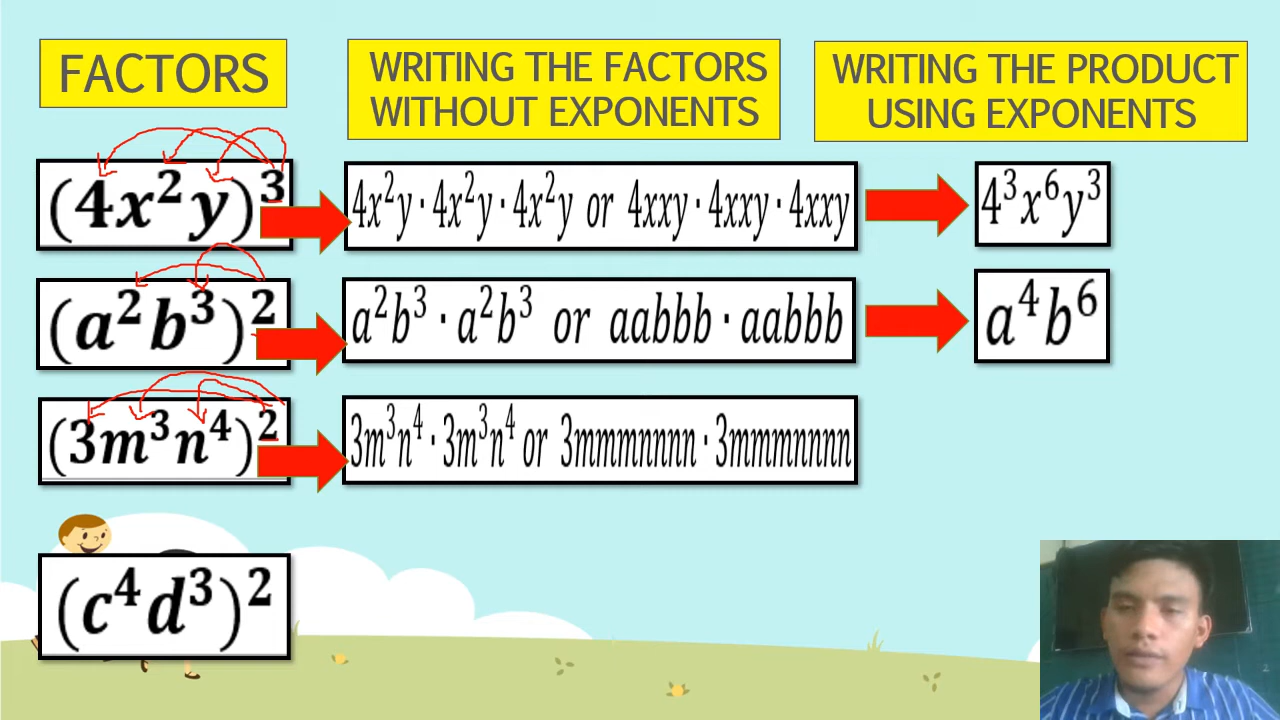 FACTORS
WRITING THE FACTORS
WITHOUT EXPONENTS
WRITING THE PRODUCT
USING EXPONENTS
(4x²y)³
4x²y · 4x²y · 4x²y or 4xxy · 4xxy · 4xxy
4³x⁶y³
(a²b³)²
a²b³ · a²b³ or aabbb · aabbb
a⁴b⁶
(3m³n⁴)²
3m³n⁴ · 3m³n⁴ or 3mmmnnnn · 3mmmnnnn
(c⁴d³)²